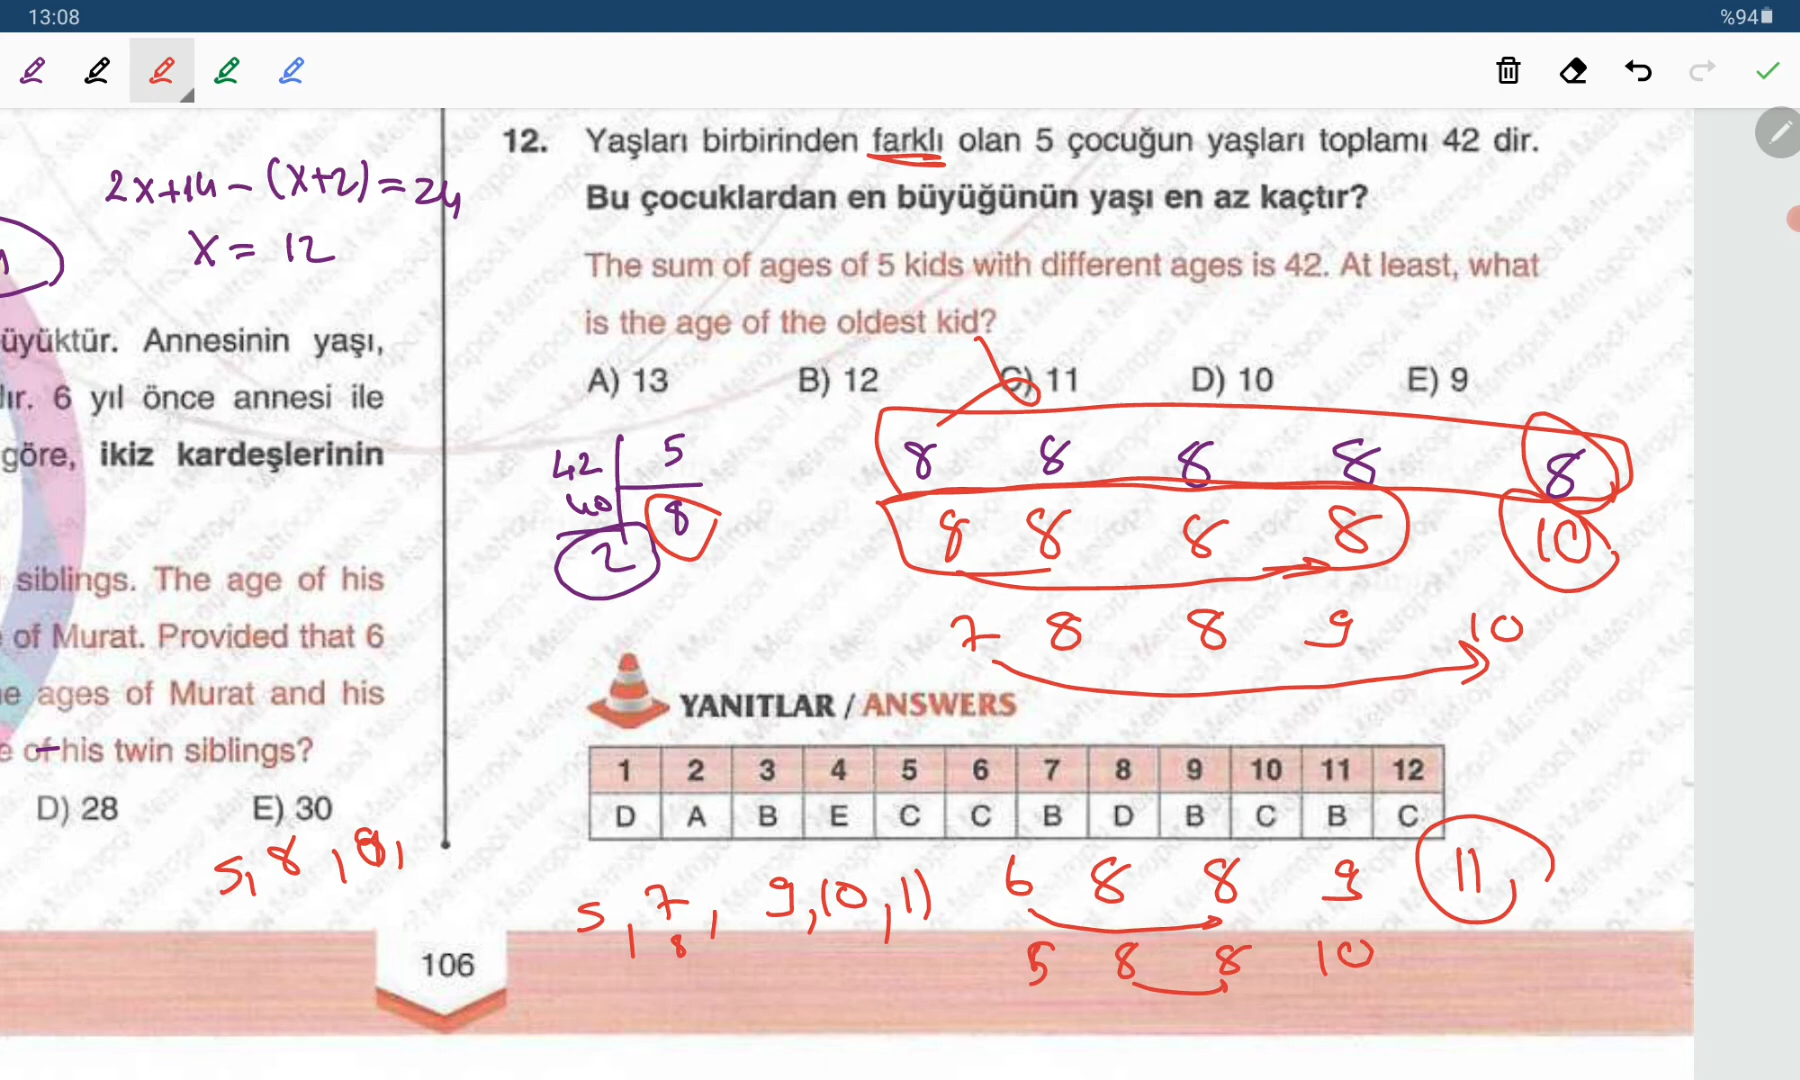 13:08
%94
2x+14-(x+2)=24
x=12
üyüktür. Annesinin yaşı,
6 yıl önce annesi ile
göre, ikiz kardeşlerinin
siblings. The age of his
of Murat. Provided that 6
ages of Murat and his
of his twin siblings?
D) 28 E) 30
5, 8, 8,
106
12. Yaşları birbirinden farklı olan 5 çocuğun yaşları toplamı 42 dir.
Bu çocuklardan en büyüğünün yaşı en az kaçtır?
The sum of ages of 5 kids with different ages is 42. At least, what
is the age of the oldest kid?
A) 13 B) 12 C) 11 D) 10 E) 9
42 5
40 8
2
8 8 8 8 8
8 8 8 8 10
7 8 8 9 10
YANITLAR / ANSWERS
1 2 3 4 5 6 7 8 9 10 11 12
D A B E C C B D B C B C
6 8 8 9 11
5, 7, 9, 10, 11
8
5 8 8 10